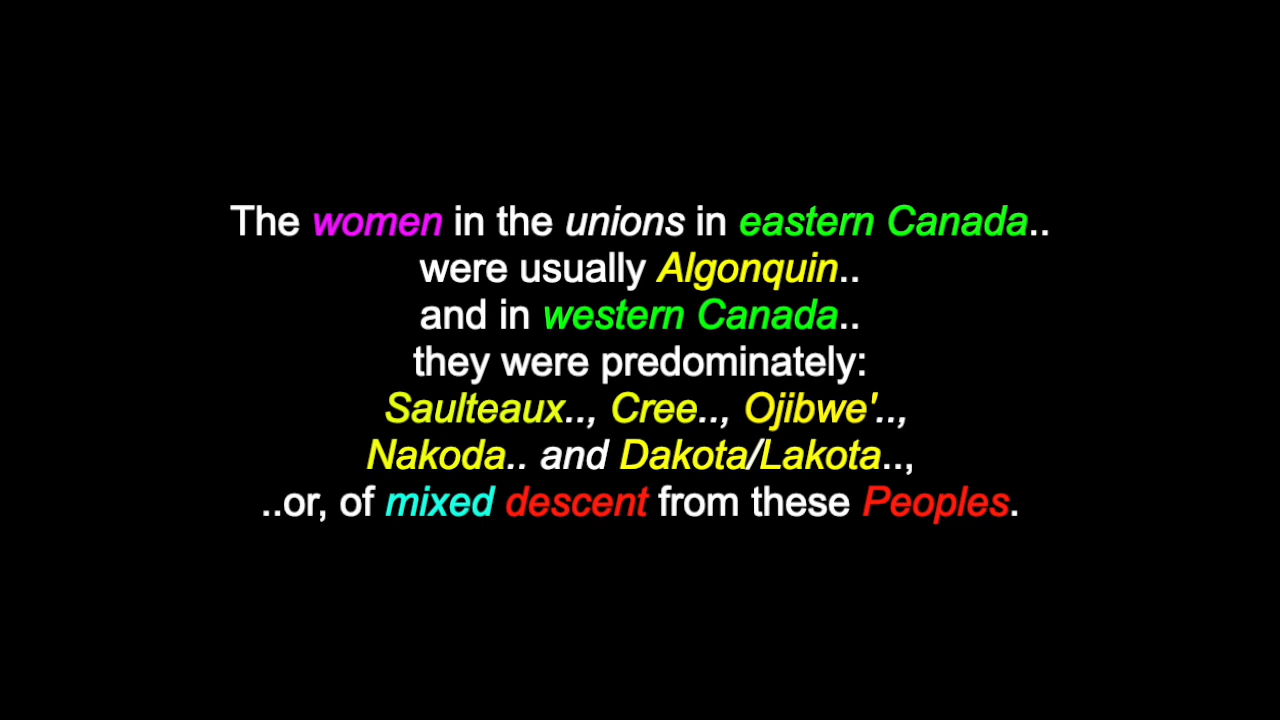 The women in the unions in eastern Canada..
were usually Algonquin..
and in western Canada..
they were predominately:
Saulteaux.., Cree.., Ojibwe'..,
Nakoda.. and Dakota/Lakota..,
..or, of mixed descent from these Peoples.